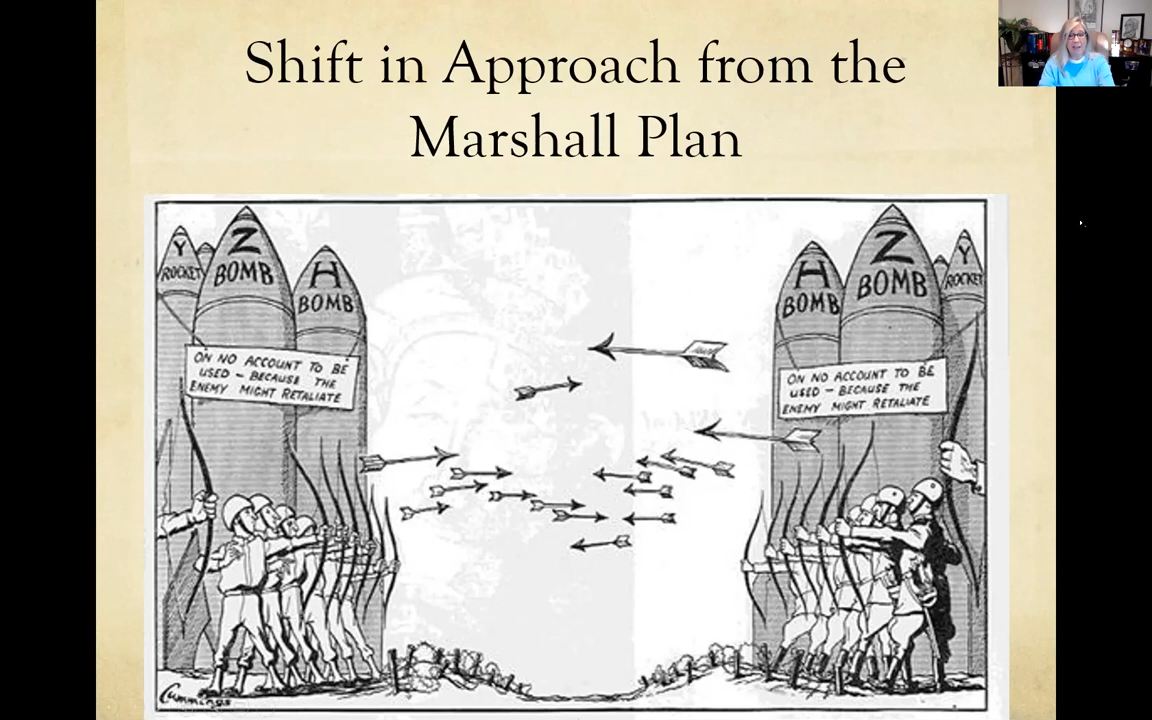 Shift in Approach from the
Marshall Plan
Y
ROCKET
Z
BOMB
H
BOMB
ON NO ACCOUNT TO BE
USED – BECAUSE THE
ENEMY MIGHT RETALIATE
H
BOMB
Z
BOMB
Y
ROCKET
ON NO ACCOUNT TO BE
USED – BECAUSE THE
ENEMY MIGHT RETALIATE
Cummings